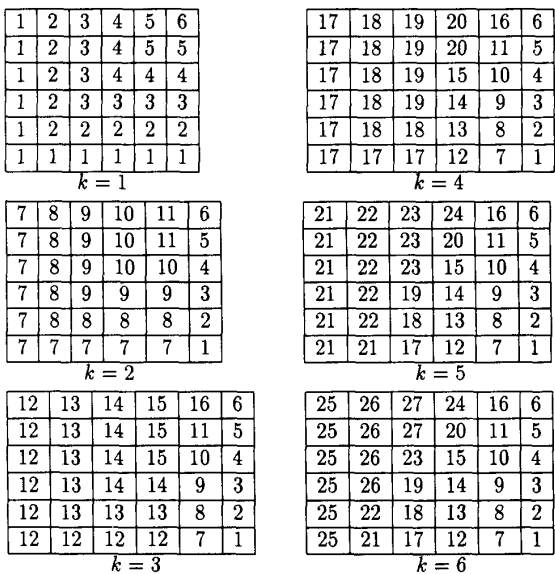 1 2 3 4 5 6
1 2 3 4 5 5
1 2 3 4 4 4
1 2 3 3 3 3
1 2 2 2 2 2
1 1 1 1 1 1
k = 1
7 8 9 10 11 6
7 8 9 10 11 5
7 8 9 10 10 4
7 8 9 9 9 3
7 8 8 8 8 2
7 7 7 7 7 1
k = 2
12 13 14 15 16 6
12 13 14 15 11 5
12 13 14 15 10 4
12 13 14 14 9 3
12 13 13 13 8 2
12 12 12 12 7 1
k = 3
17 18 19 20 16 6
17 18 19 20 11 5
17 18 19 15 10 4
17 18 19 14 9 3
17 18 18 13 8 2
17 17 17 12 7 1
k = 4
21 22 23 24 16 6
21 22 23 20 11 5
21 22 23 15 10 4
21 22 19 14 9 3
21 22 18 13 8 2
21 21 17 12 7 1
k = 5
25 26 27 24 16 6
25 26 27 20 11 5
25 26 23 15 10 4
25 26 19 14 9 3
25 22 18 13 8 2
25 21 17 12 7 1
k = 6